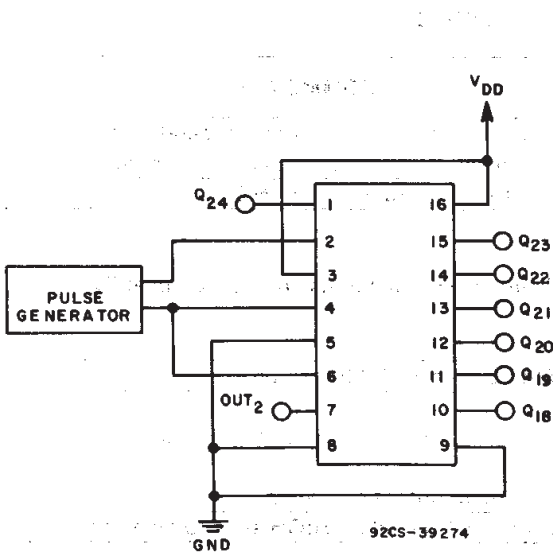 V DD
Q24
1
16
2
15
Q23
3
14
Q22
PULSE
GENERATOR
4
13
Q21
5
12
Q20
6
11
Q19
OUT2
7
10
Q18
8
9
GND
92CS-39274